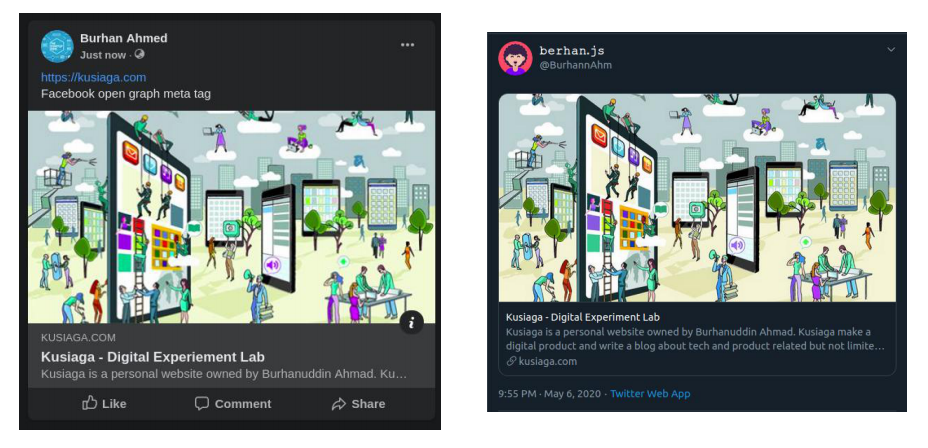 Burhan Ahmed
Just now ·
https://kusiaga.com
Facebook open graph meta tag
KUSIAGA.COM
Kusiaga - Digital Experiement Lab
Kusiaga is a personal website owned by Burhanuddin Ahmad. Ku...
Like Comment Share
berhan.js
@BurhannAhm
Kusiaga - Digital Experiment Lab
Kusiaga is a personal website owned by Berhanuddin Ahmad. Kusiaga make a
digital product and write a blog about tech and product related but not limite...
kusiaga.com
9:55 PM · May 6, 2020 · Twitter Web App